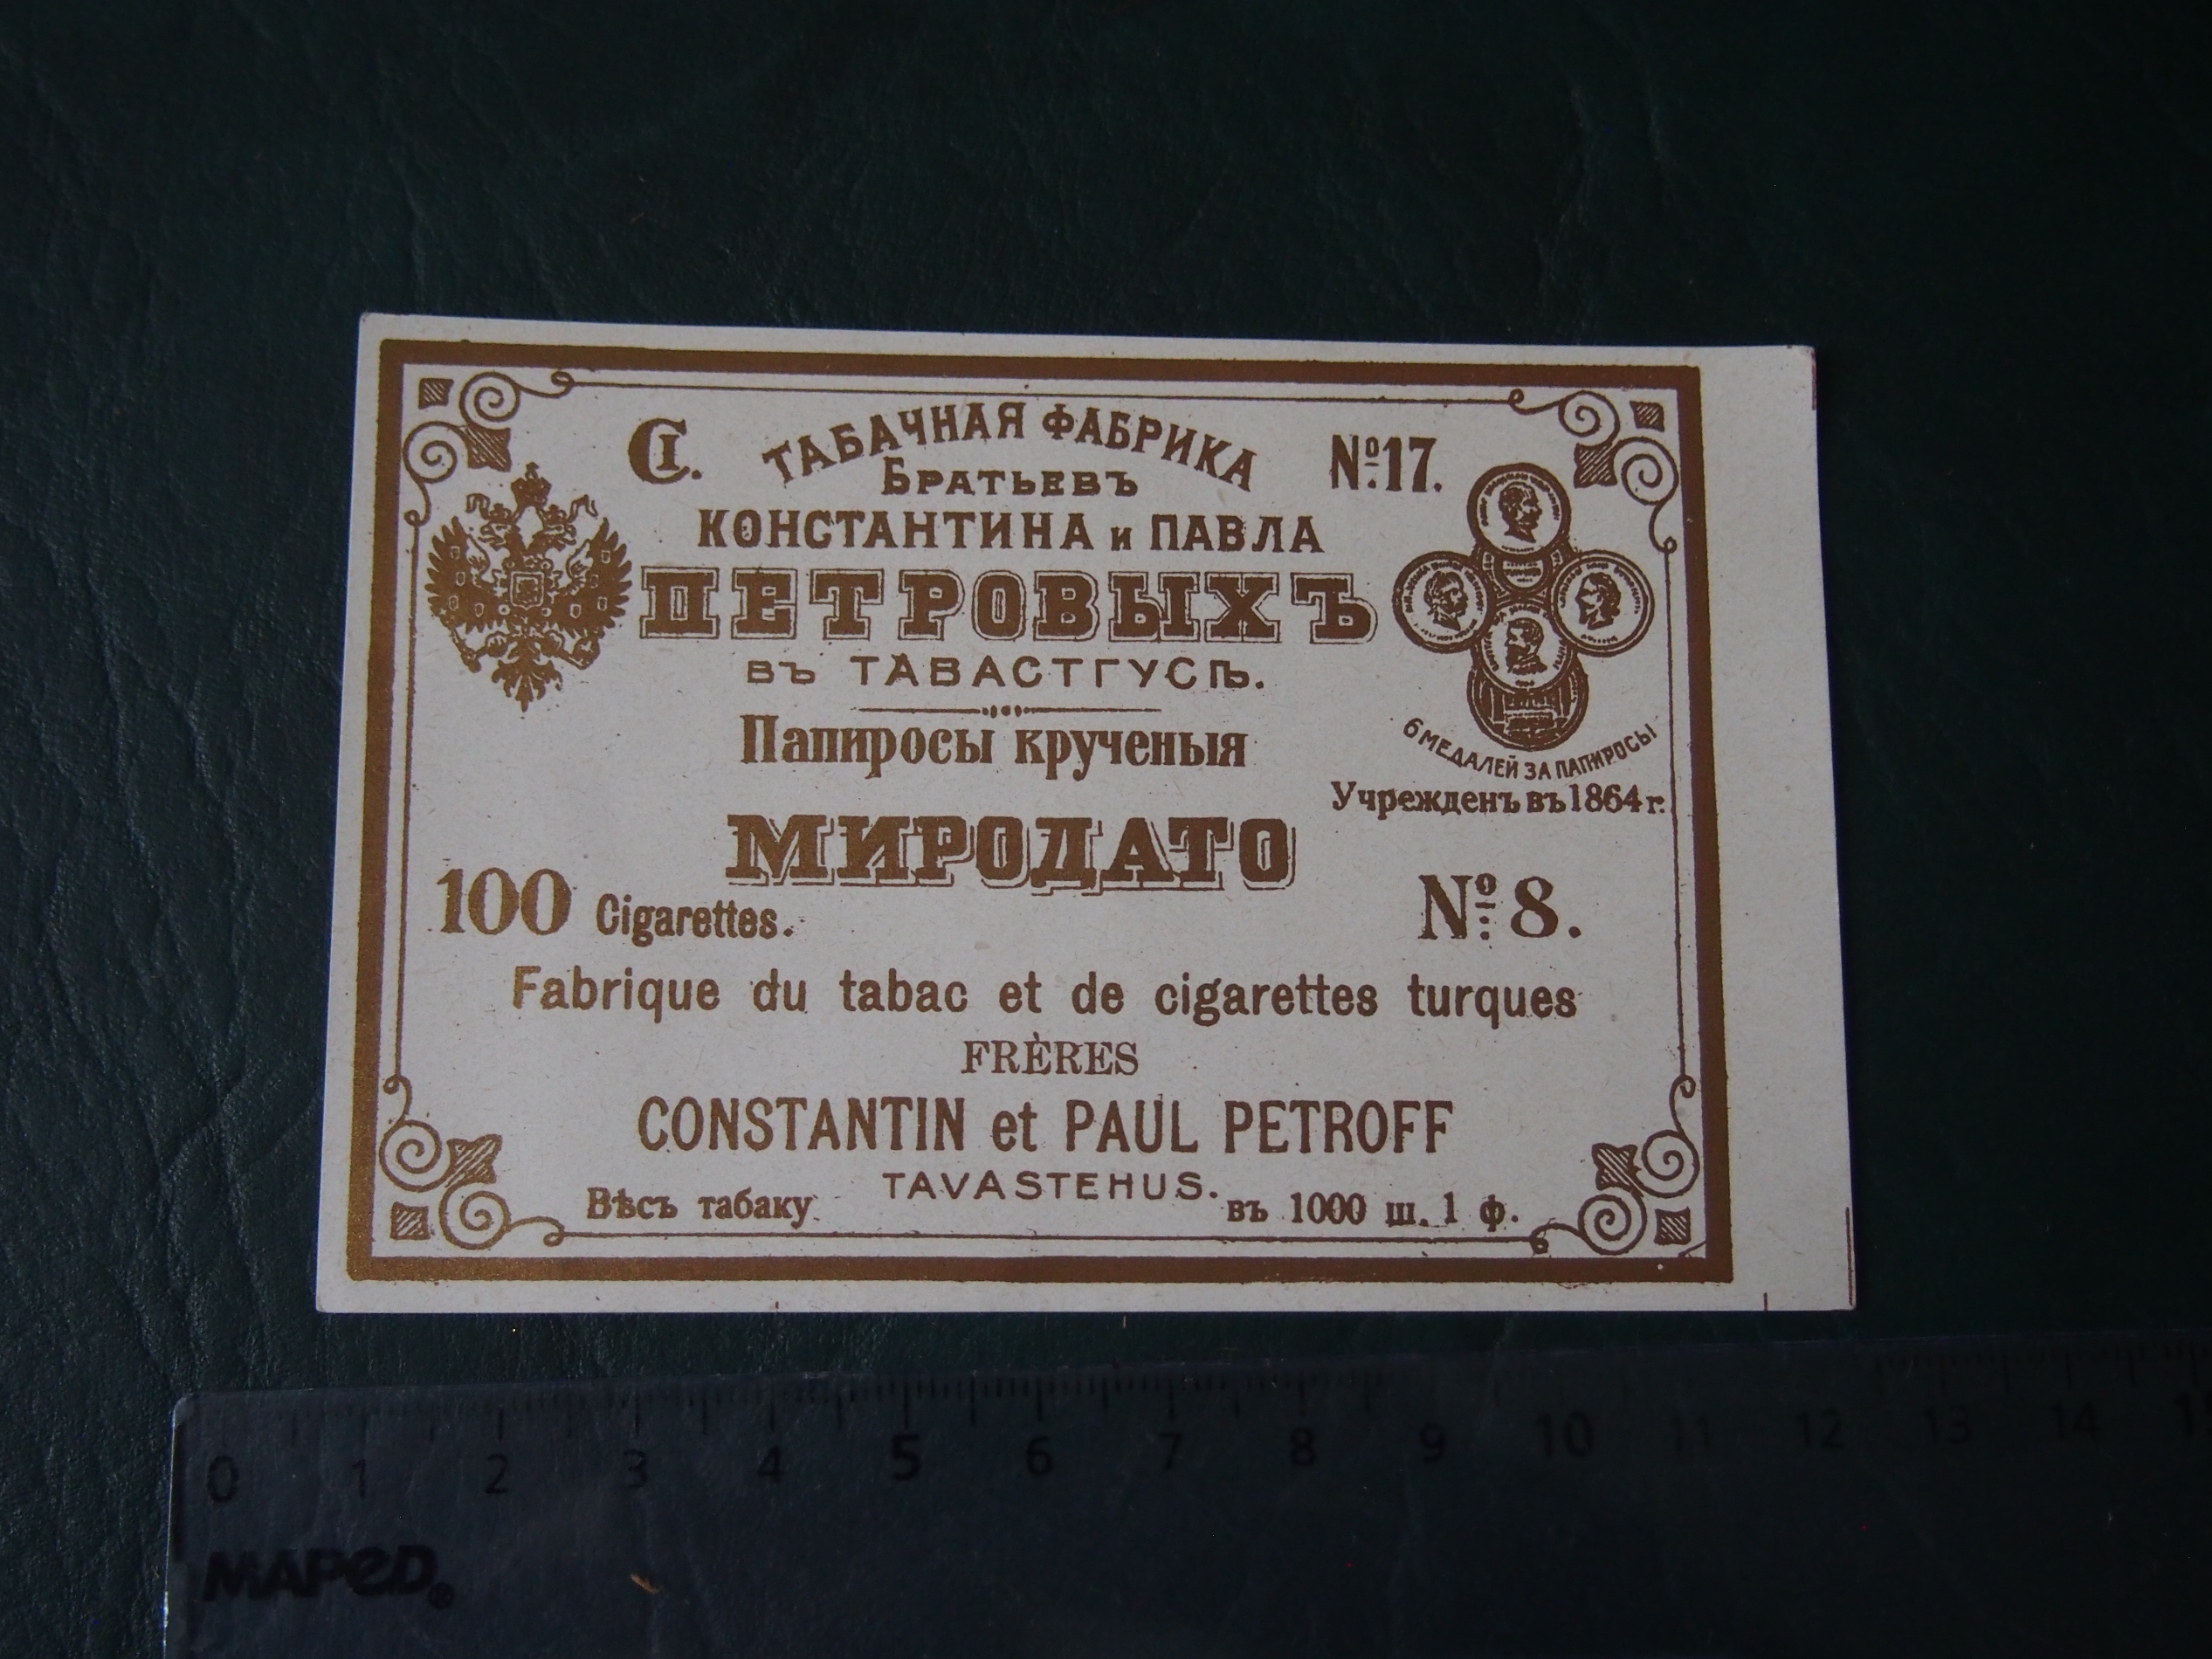 СІ.
ТАБАЧНАЯ ФАБРИКА
№17.
БРАТЬЕВЪ
КОНСТАНТИНА и ПАВЛА
ПЕТРОВЫХЪ
ВЪ ТАВАСТГУСѢ.
Папиросы крученыя
6 МЕДАЛЕЙ ЗА ПАПИРОСЫ
Учрежденъ въ 1864 г.
МИРОДАТО
100 Cigarettes.
№ 8.
Fabrique du tabac et de cigarettes turques
FRÈRES
CONSTANTIN et PAUL PETROFF
TAVASTEHUS.
Вѣсъ табаку въ 1000 ш. 1 ф.
0 1 2 3 4 5 6 7 8 9 10 11 12 13 14
MAPED®